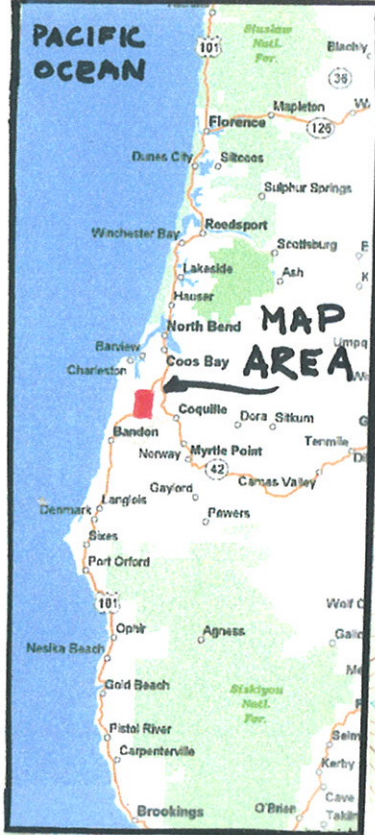 PACIFIC
OCEAN
101
Siuslaw
Natl.
For.
Blachly
36
Mapleton
Florence
126
Dunes City
Siltcoos
Sulphur Springs
Reedsport
Winchester Bay
Scottsburg
Lakeside
Ash
Hauser
North Bend
MAP
AREA
Barview
Coos Bay
Charleston
Coquille
Dora
Sitkum
Bandon
Norway
Myrtle Point
Tenmile
42
Camas Valley
Gaylord
Langlois
Denmark
Powers
Sixes
Port Orford
101
Ophir
Agness
Nesika Beach
Gold Beach
Siskiyou
Natl.
For.
Pistol River
Carpenterville
Kerby
Cave
Brookings
O'Brien